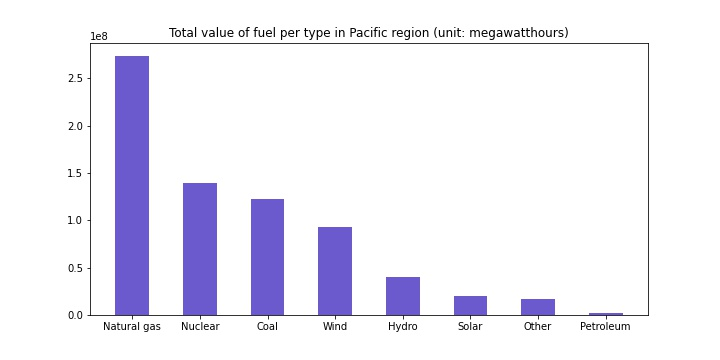 Total value of fuel per type in Pacific region (unit: megawatthours)
1e8
2.5
2.0
1.5
1.0
0.5
0.0
Natural gas Nuclear Coal Wind Hydro Solar Other Petroleum